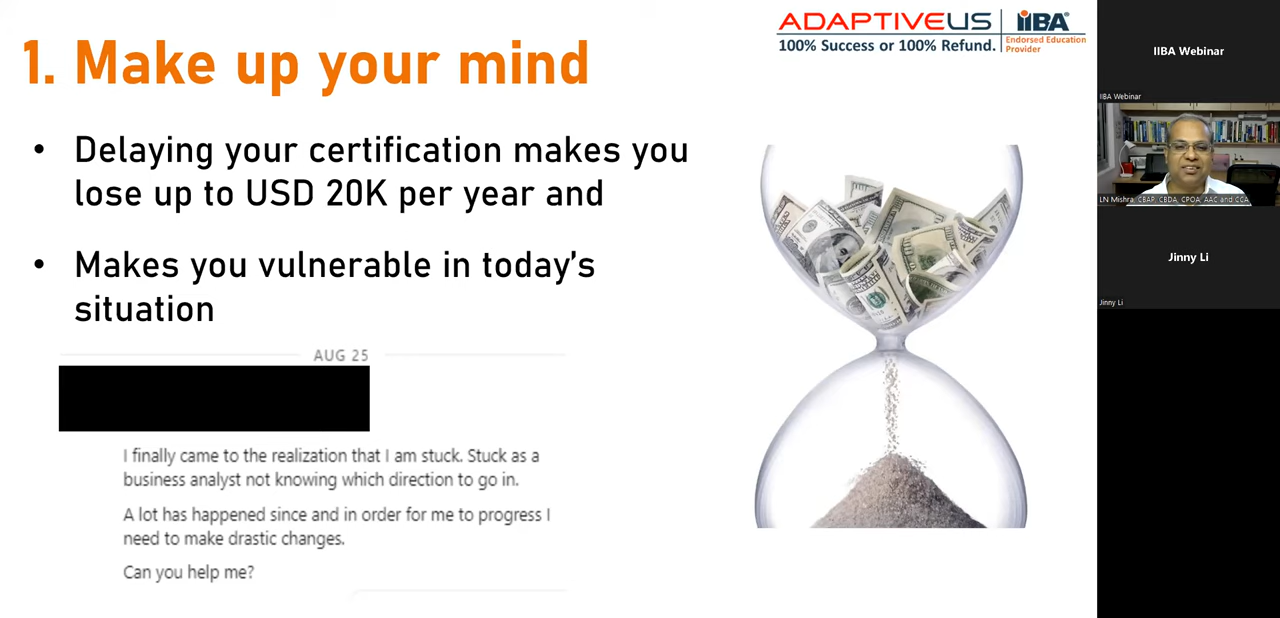 1. Make up your mind
ADAPTIVEUS IIBA®
100% Success or 100% Refund. Endorsed Education
Provider
• Delaying your certification makes you
lose up to USD 20K per year and
• Makes you vulnerable in today's
situation
AUG 25
I finally came to the realization that I am stuck. Stuck as a
business analyst not knowing which direction to go in.
A lot has happened since and in order for me to progress I
need to make drastic changes.
Can you help me?
IIBA Webinar
IIBA Webinar
LN Mishra, CBAP, CBDA, CPOA, AAC and CCA
Jinny Li
Jinny Li